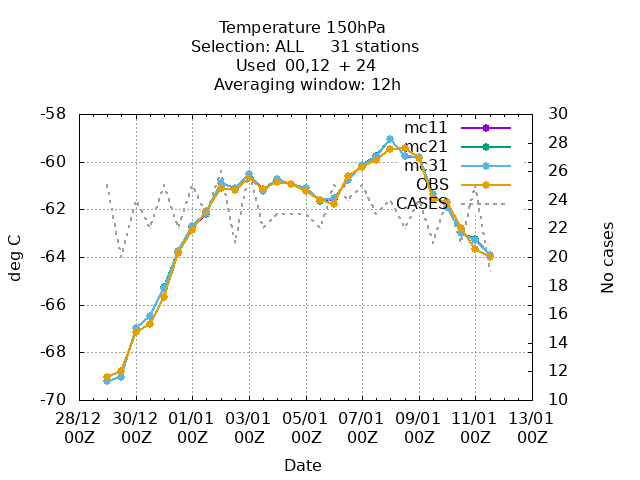 Temperature 150hPa
Selection: ALL 31 stations
Used 00,12 + 24
Averaging window: 12h
-58
-60
-62
-64
-66
-68
-70
deg C
30
28
26
24
22
20
18
16
14
12
10
No cases
mc11
mc21
mc31
OBS
CASES
28/12 30/12 01/01 03/01 05/01 07/01 09/01 11/01 13/01
00Z 00Z 00Z 00Z 00Z 00Z 00Z 00Z 00Z
Date